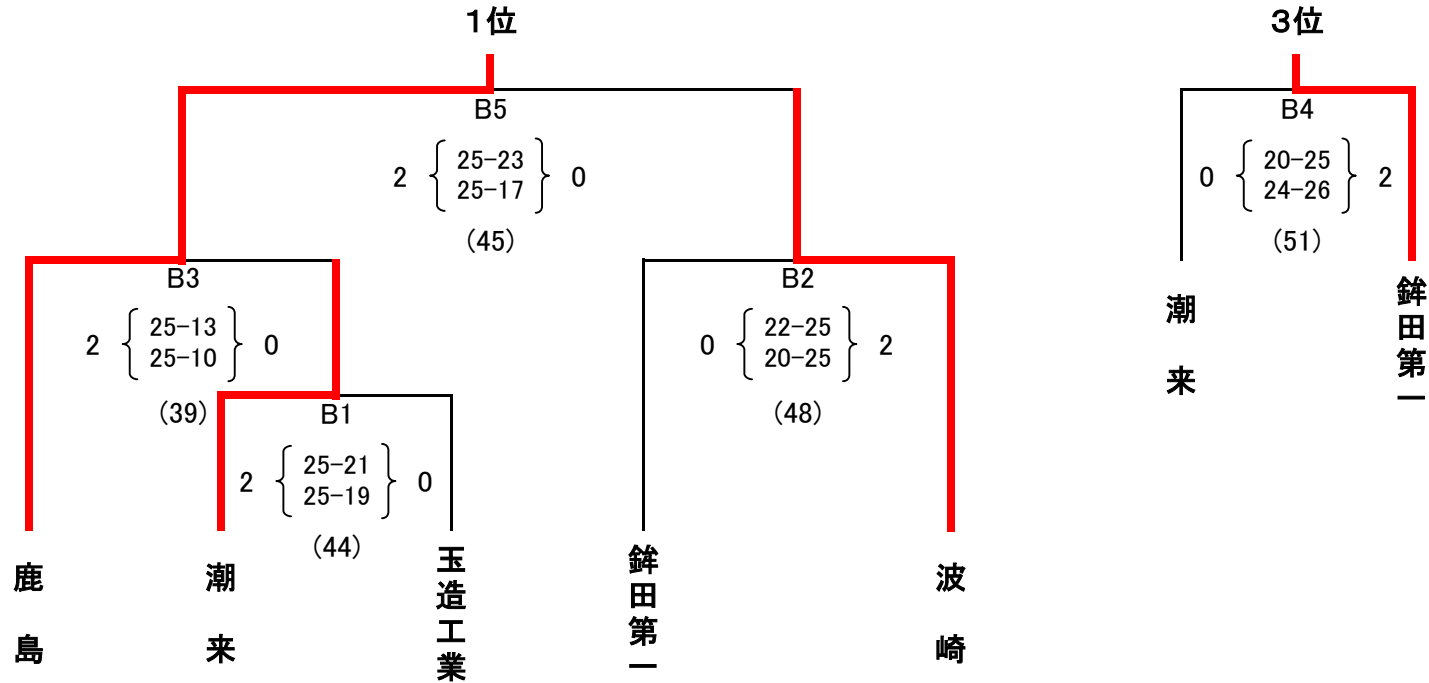 1位
B5
2 { 25-23 } 0
25-17
(45)
B3
2 { 25-13 } 0
25-10
(39)
B1
2 { 25-21 } 0
25-19
(44)
B2
0 { 22-25 } 2
20-25
(48)
鹿島
潮来
玉造工業
鉾田第一
波崎
3位
B4
0 { 20-25 } 2
24-26
(51)
潮来
鉾田第一